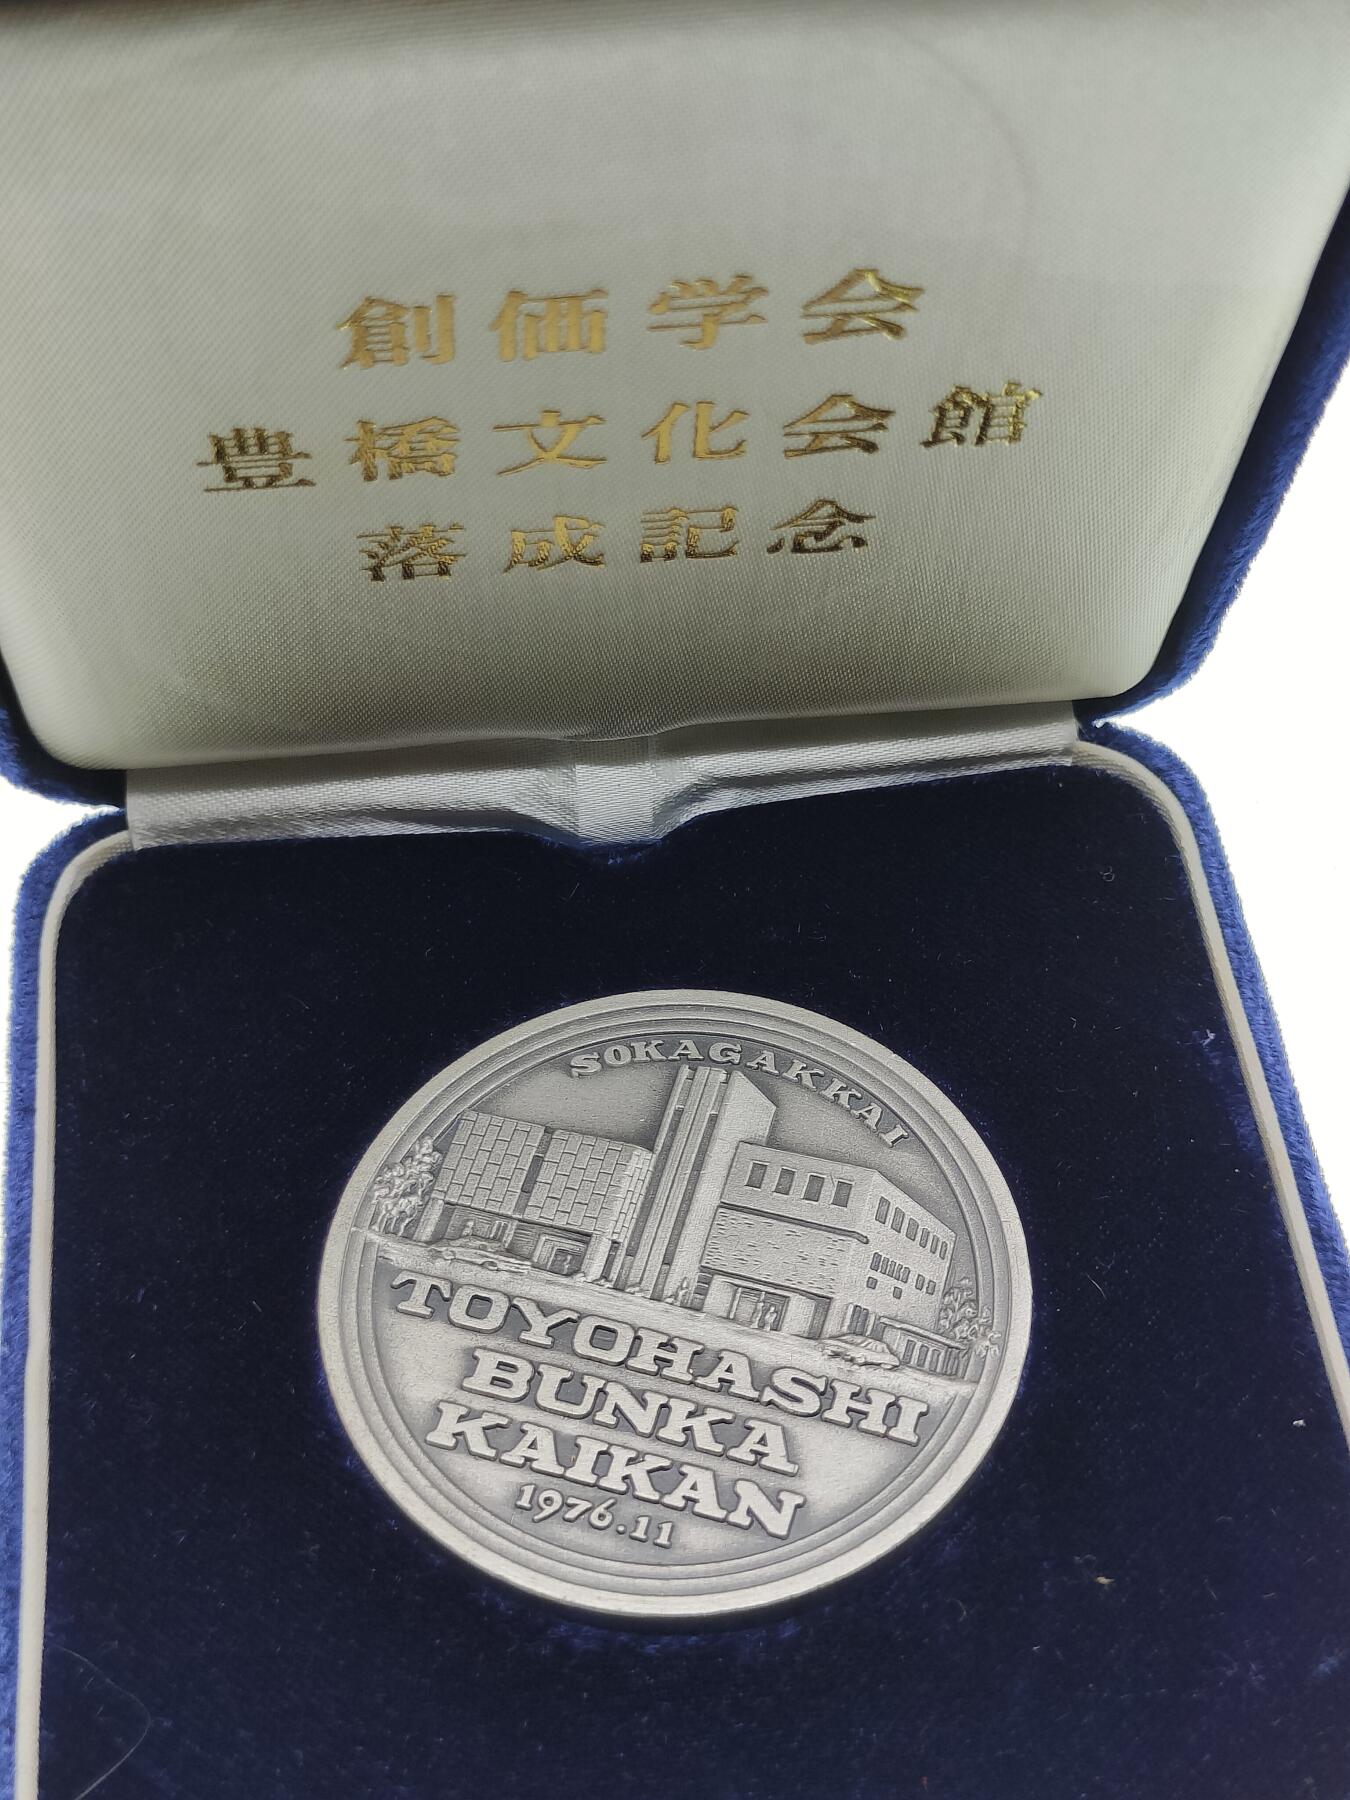 創価学会
豊橋文化会館
落成記念
SOKAGAKKAI
TOYOHASHI
BUNKA
KAIKAN
1976.11